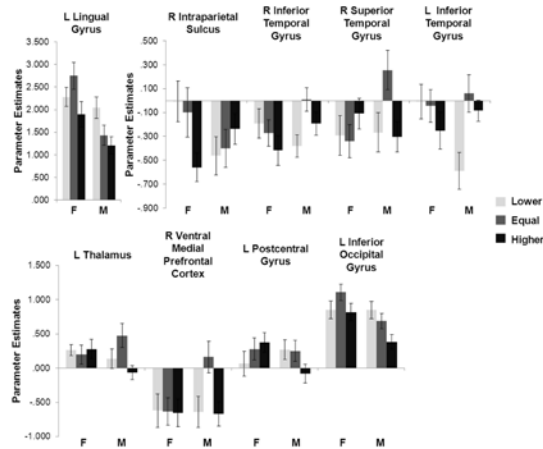 L Lingual
Gyrus
R Intraparietal
Sulcus
R Inferior
Temporal
Gyrus
R Superior
Temporal
Gyrus
L Inferior
Temporal
Gyrus
Parameter Estimates
3.500
3.000
2.500
2.000
1.500
1.000
.500
.000
F M
Parameter Estimates
.500
.300
.100
-.100
-.300
-.500
-.700
-.900
F M F M F M F M
Lower
Equal
Higher
L Thalamus
R Ventral
Medial
Prefrontal
Cortex
L Postcentral
Gyrus
L Inferior
Occipital
Gyrus
Parameter Estimates
1.500
1.000
.500
.000
-.500
-1.000
F M F M F M F M